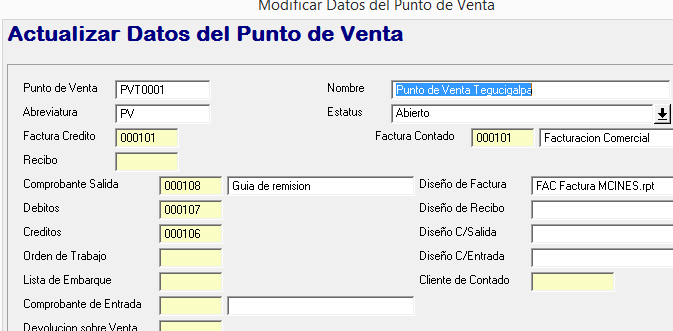 Modificar Datos del Punto de Venta
Actualizar Datos del Punto de Venta
Punto de Venta PVT0001 Nombre Punto de Venta Tegucigalpa
Abreviatura PV Estatus Abierto
Factura Credito 000101 Factura Contado 000101 Facturacion Comercial
Recibo
Comprobante Salida 000108 Guia de remision Diseño de Factura FAC Factura MCINES.rpt
Debitos 000107 Diseño de Recibo
Creditos 000106 Diseño C/Salida
Orden de Trabajo Diseño C/Entrada
Lista de Embarque Cliente de Contado
Comprobante de Entrada
Devolucion sobre Venta